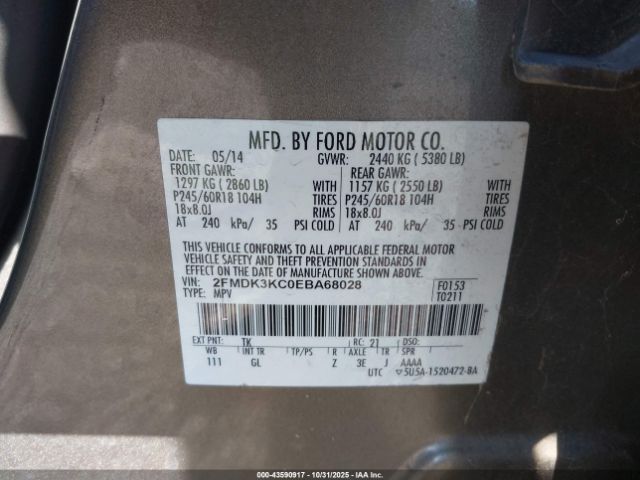 MFD. BY FORD MOTOR CO.
DATE: 05/14 GVWR: 2440 KG ( 5380 LB)
FRONT GAWR: REAR GAWR:
1297 KG ( 2860 LB) WITH 1157 KG ( 2550 LB) WITH
P245/60R18 104H TIRES P245/60R18 104H TIRES
18x8.0J RIMS 18x8.0J RIMS
AT 240 kPa/ 35 PSI COLD AT 240 kPa/ 35 PSI COLD
THIS VEHICLE CONFORMS TO ALL APPLICABLE FEDERAL MOTOR
VEHICLE SAFETY AND THEFT PREVENTION STANDARDS IN
EFFECT ON THE DATE OF MANUFACTURE SHOWN ABOVE.
VIN: 2FMDK3KC0EBA68028 F0153
TYPE: MPV T0211
EXT PNT: TK RC: 21 DSO:
WB INT TR TP/PS R AXLE TR SPR
111 GL Z 3E J AAAA
UTC ▽5U5A-1520472-BA
© COPART STOCK# - 43590917 - 10/31/2025 - IAAI.COM